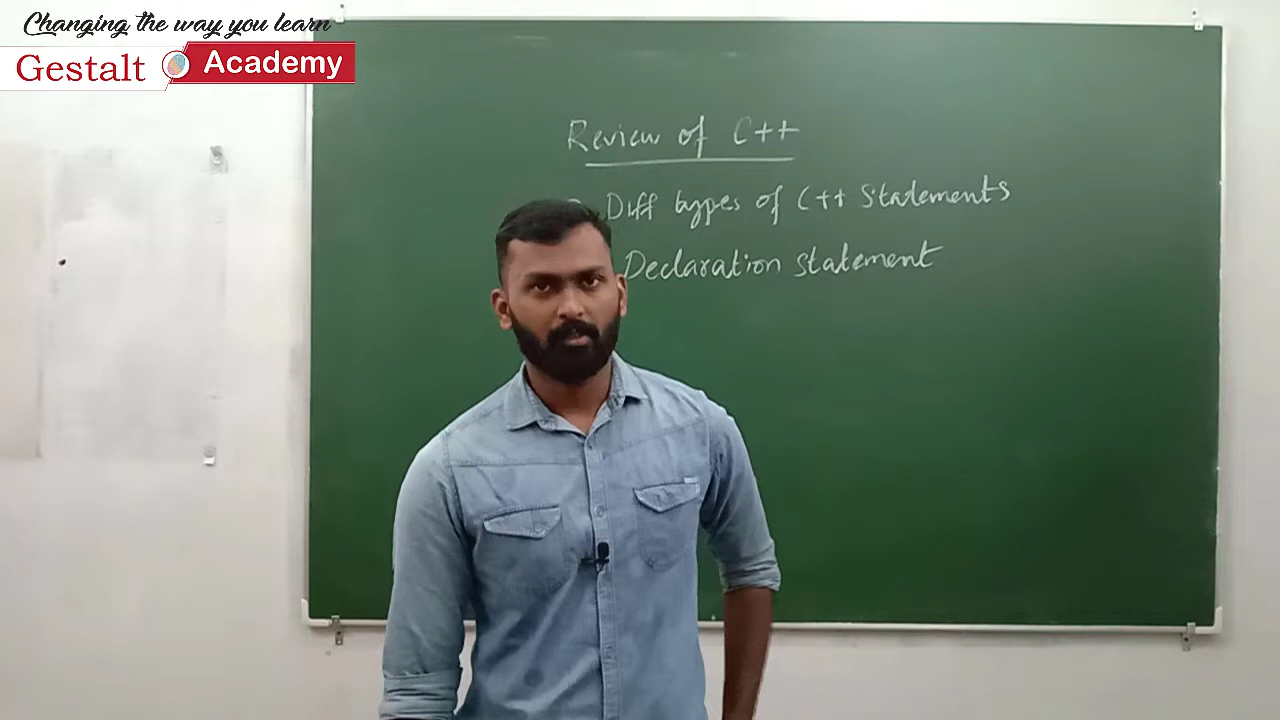 Changing the way you learn
Gestalt Academy
Review of C++
Diff types of C++ Statements
Declaration statement